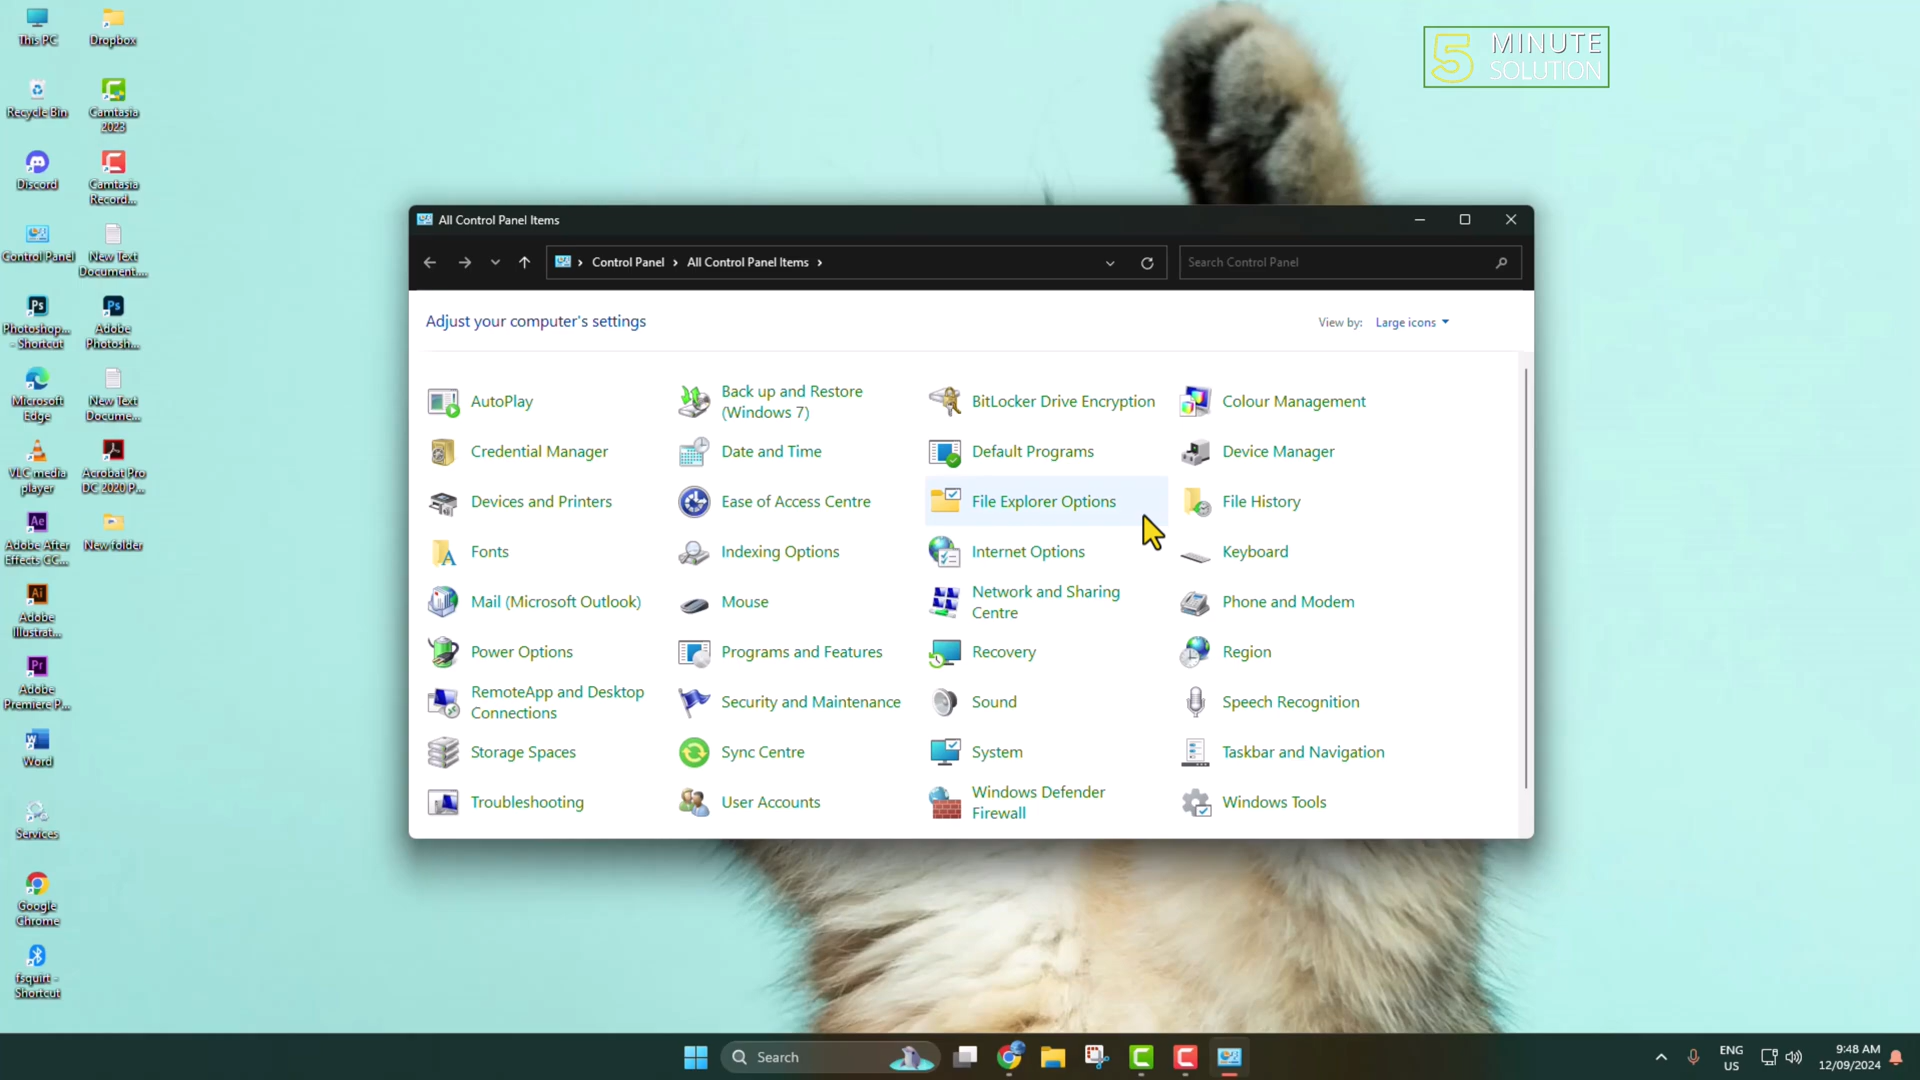 This PC
Dropbox
5 MINUTE
SOLUTION
Recycle Bin
Camtasia
2023
Discord
Camtasia
Record...
Control Panel
New Text
Document....
Photoshop...
- Shortcut
Adobe
Photosh...
Microsoft
Edge
New Text
Docume...
VLC media
player
Acrobat Pro
DC 2020 P...
Adobe After
Effects CC...
New folder
Adobe
Illustrat...
Adobe
Premiere P...
Word
Services
Google
Chrome
fsquirt -
Shortcut
All Control Panel Items
Control Panel > All Control Panel Items >
Search Control Panel
Adjust your computer's settings
View by: Large icons
AutoPlay
Back up and Restore
(Windows 7)
BitLocker Drive Encryption
Colour Management
Credential Manager
Date and Time
Default Programs
Device Manager
Devices and Printers
Ease of Access Centre
File Explorer Options
File History
Fonts
Indexing Options
Internet Options
Keyboard
Mail (Microsoft Outlook)
Mouse
Network and Sharing
Centre
Phone and Modem
Power Options
Programs and Features
Recovery
Region
RemoteApp and Desktop
Connections
Security and Maintenance
Sound
Speech Recognition
Storage Spaces
Sync Centre
System
Taskbar and Navigation
Troubleshooting
User Accounts
Windows Defender
Firewall
Windows Tools
Search
ENG
US
9:48 AM
12/09/2024